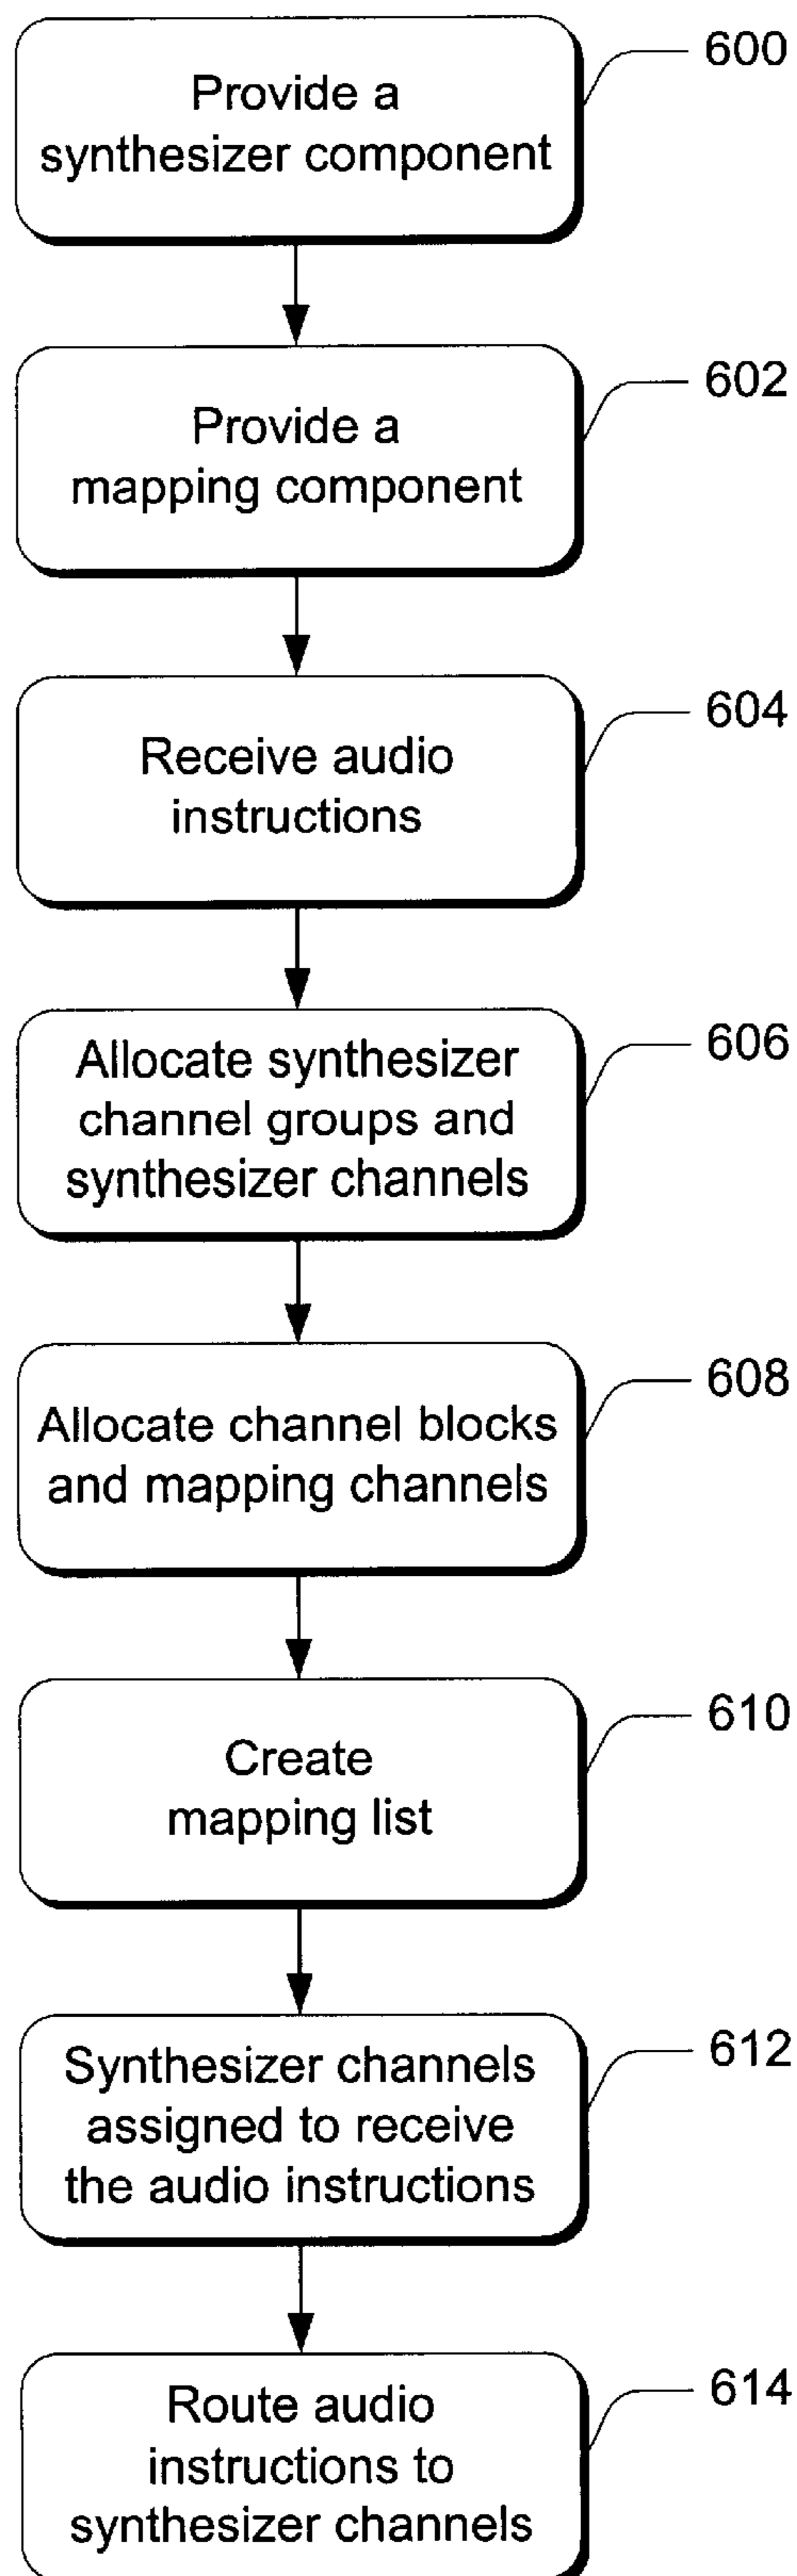 Provide a
synthesizer component
600
Provide a
mapping component
602
Receive audio
instructions
604
Allocate synthesizer
channel groups and
synthesizer channels
606
Allocate channel blocks
and mapping channels
608
Create
mapping list
610
Synthesizer channels
assigned to receive
the audio instructions
612
Route audio
instructions to
synthesizer channels
614